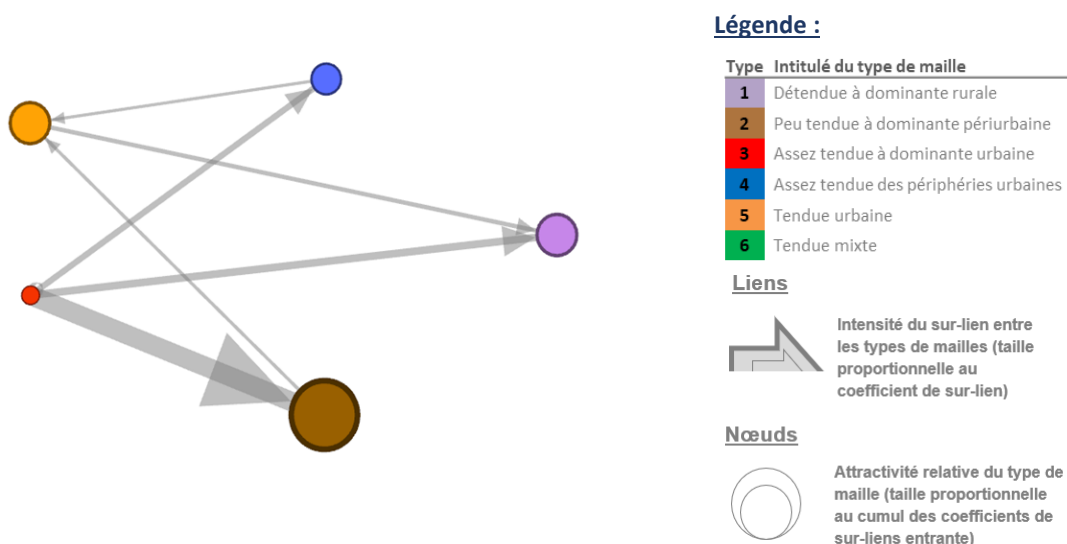 Légende :
Type Intitulé du type de maille
1 Détendue à dominante rurale
2 Peu tendue à dominante périurbaine
3 Assez tendue à dominante urbaine
4 Assez tendue des périphéries urbaines
5 Tendue urbaine
6 Tendue mixte
Liens
Intensité du sur-lien entre
les types de mailles (taille
proportionnelle au
coefficient de sur-lien)
Nœuds
Attractivité relative du type de
maille (taille proportionnelle
au cumul des coefficients de
sur-liens entrante)